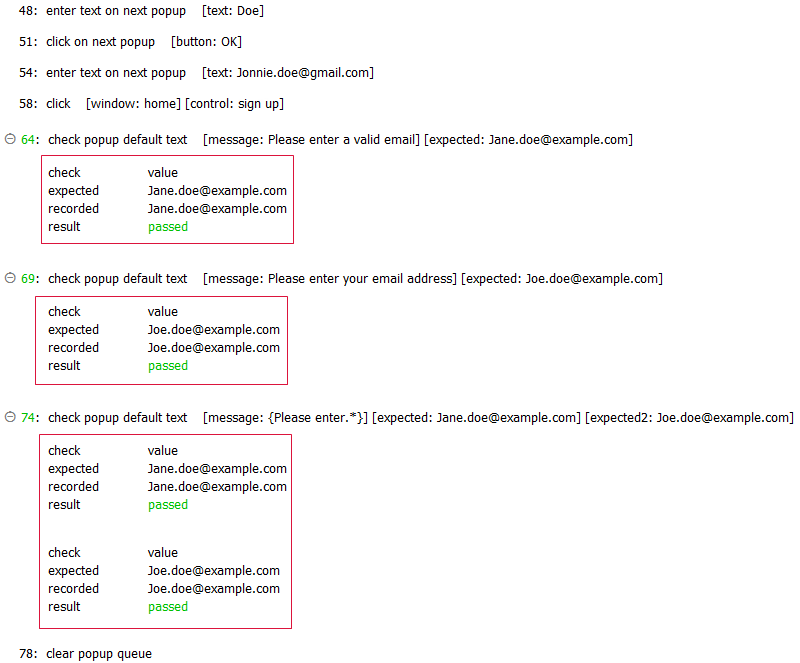 48: enter text on next popup [text: Doe]
51: click on next popup [button: OK]
54: enter text on next popup [text: Jonnie.doe@gmail.com]
58: click [window: home] [control: sign up]
64: check popup default text [message: Please enter a valid email] [expected: Jane.doe@example.com]
check value
expected Jane.doe@example.com
recorded Jane.doe@example.com
result passed
69: check popup default text [message: Please enter your email address] [expected: Joe.doe@example.com]
check value
expected Joe.doe@example.com
recorded Joe.doe@example.com
result passed
74: check popup default text [message: {Please enter.*}] [expected: Jane.doe@example.com] [expected2: Joe.doe@example.com]
check value
expected Jane.doe@example.com
recorded Jane.doe@example.com
result passed
check value
expected Joe.doe@example.com
recorded Joe.doe@example.com
result passed
78: clear popup queue